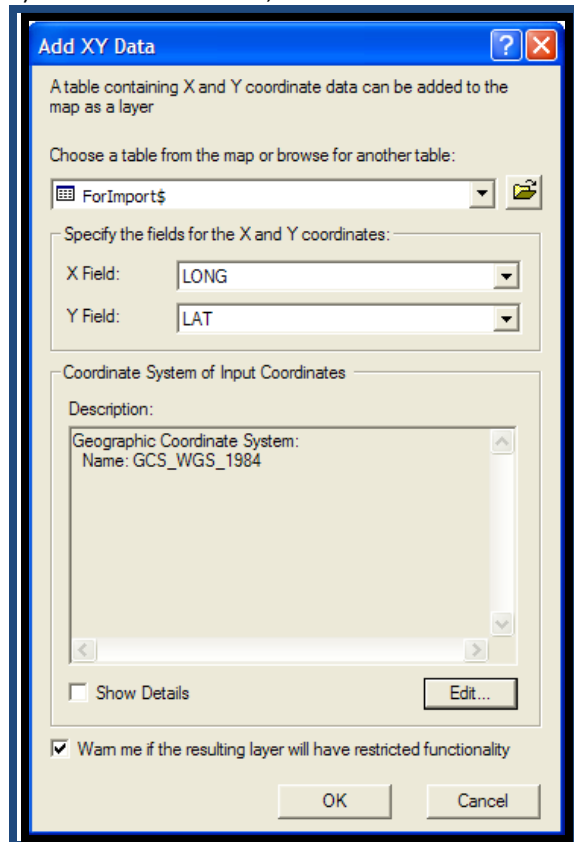 Add XY Data
A table containing X and Y coordinate data can be added to the
map as a layer
Choose a table from the map or browse for another table:
ForImport$
Specify the fields for the X and Y coordinates:
X Field: LONG
Y Field: LAT
Coordinate System of Input Coordinates
Description:
Geographic Coordinate System:
Name: GCS_WGS_1984
Show Details
Edit...
Warn me if the resulting layer will have restricted functionality
OK Cancel